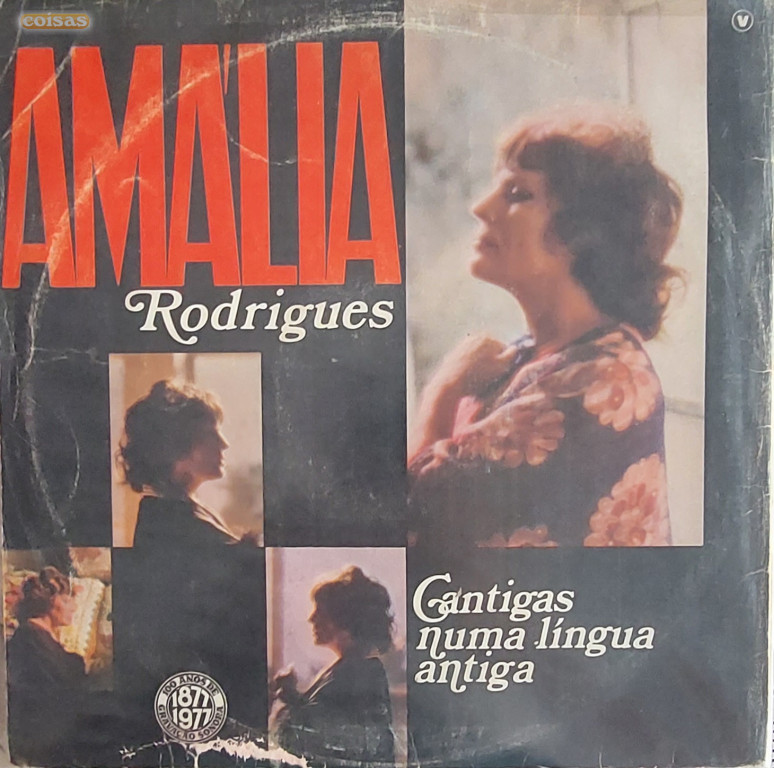 coisas
V
AMÁLIA
Rodrigues
Cantigas
numa língua
antiga
100 ANOS DE
1877
1977
GRAVAÇÃO SONORA